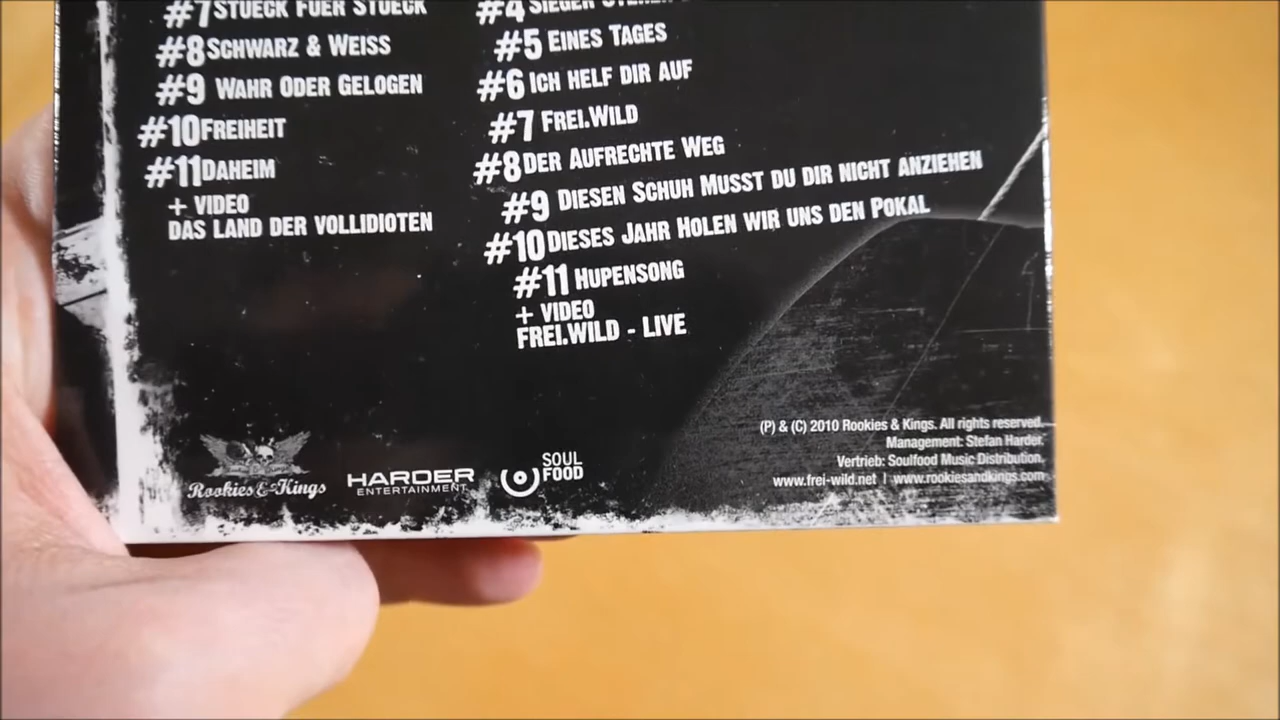 #7 STUECK FUER STUECK
#8 SCHWARZ & WEISS
#9 WAHR ODER GELOGEN
#10 FREIHEIT
#11 DAHEIM
+ VIDEO
DAS LAND DER VOLLIDIOTEN
#4 SIEGER
#5 EINES TAGES
#6 ICH HELF DIR AUF
#7 FREI.WILD
#8 DER AUFRECHTE WEG
#9 DIESEN SCHUH MUSST DU DIR NICHT ANZIEHEN
#10 DIESES JAHR HOLEN WIR UNS DEN POKAL
#11 HUPENSONG
+ VIDEO
FREI.WILD - LIVE
Rookies & Kings
HARDER
ENTERTAINMENT
SOUL
FOOD
(P) & (C) 2010 Rookies & Kings. All rights reserved.
Management: Stefan Harder.
Vertrieb: Soulfood Music Distribution.
www.frei-wild.net | www.rookiesandkings.com